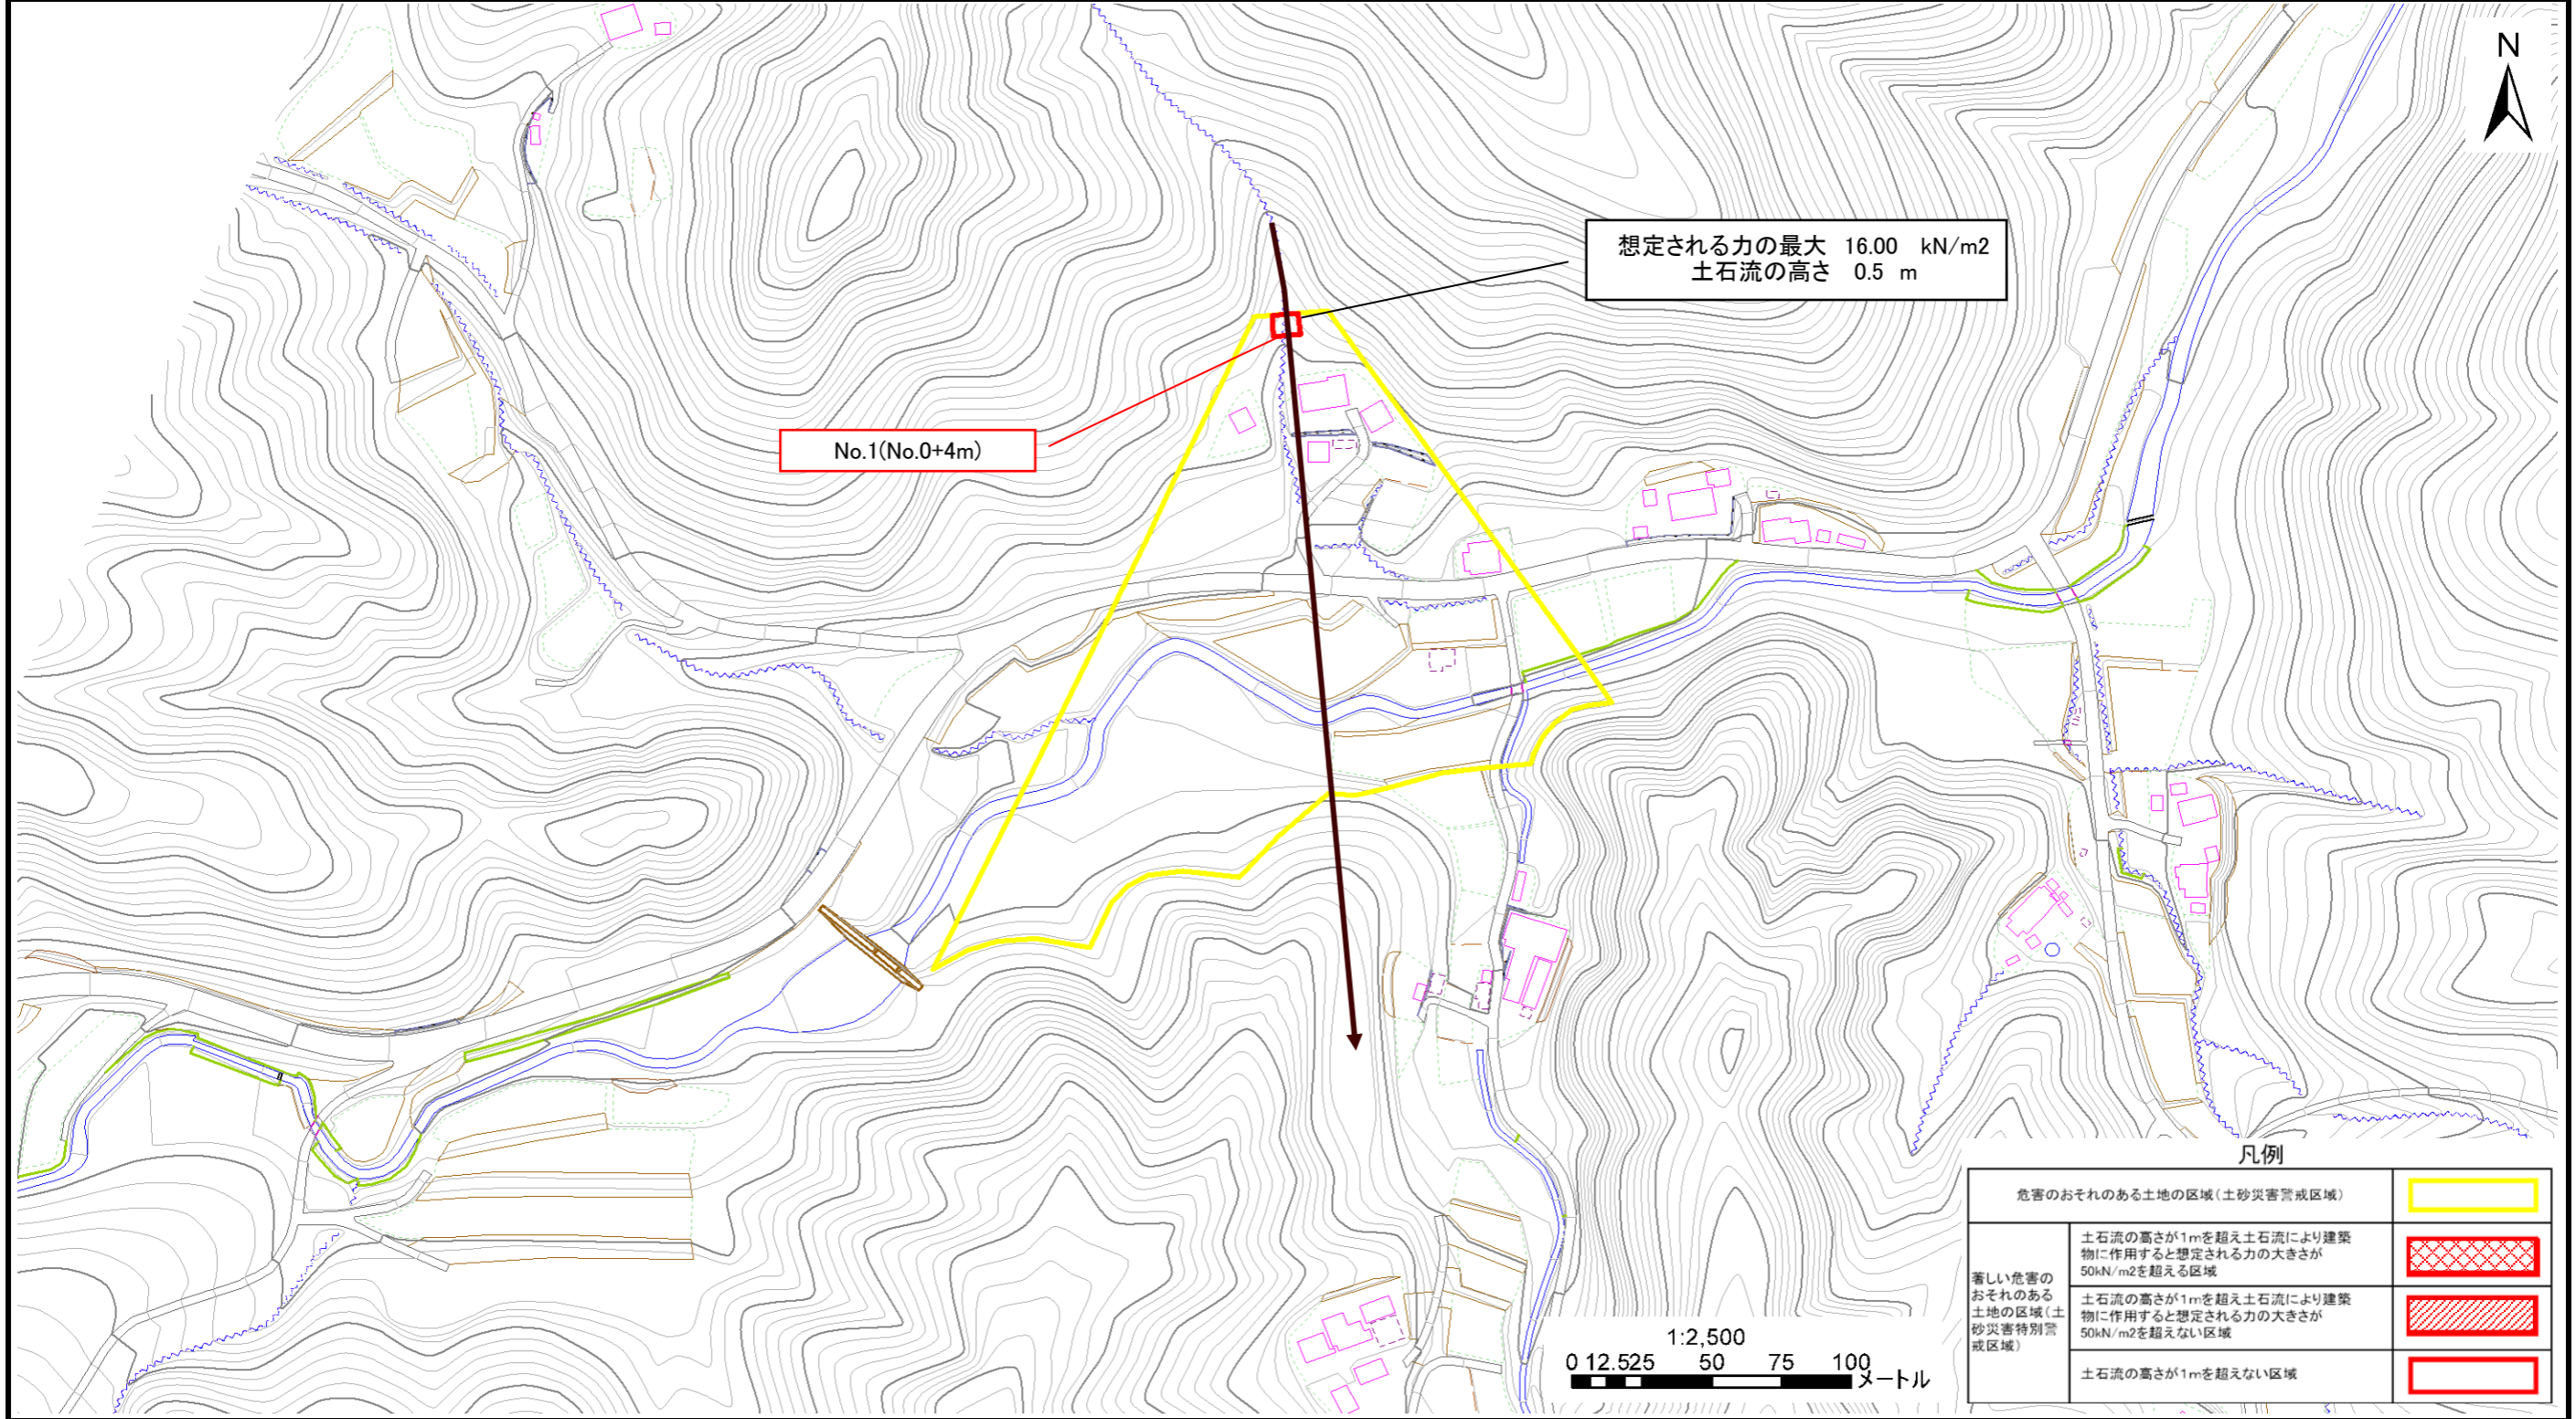 N
想定される力の最大 16.00 kN/m2
土石流の高さ 0.5 m
No.1(No.0+4m)
凡例
危害のおそれのある土地の区域(土砂災害警戒区域)
著しい危害の
おそれのある
土地の区域(土
砂災害特別警
戒区域)
土石流の高さが1mを超え土石流により建築
物に作用すると想定される力の大きさが
50kN/m2を超える区域
土石流の高さが1mを超え土石流により建築
物に作用すると想定される力の大きさが
50kN/m2を超えない区域
土石流の高さが1mを超えない区域
1:2,500
0 12.525 50 75 100
メートル